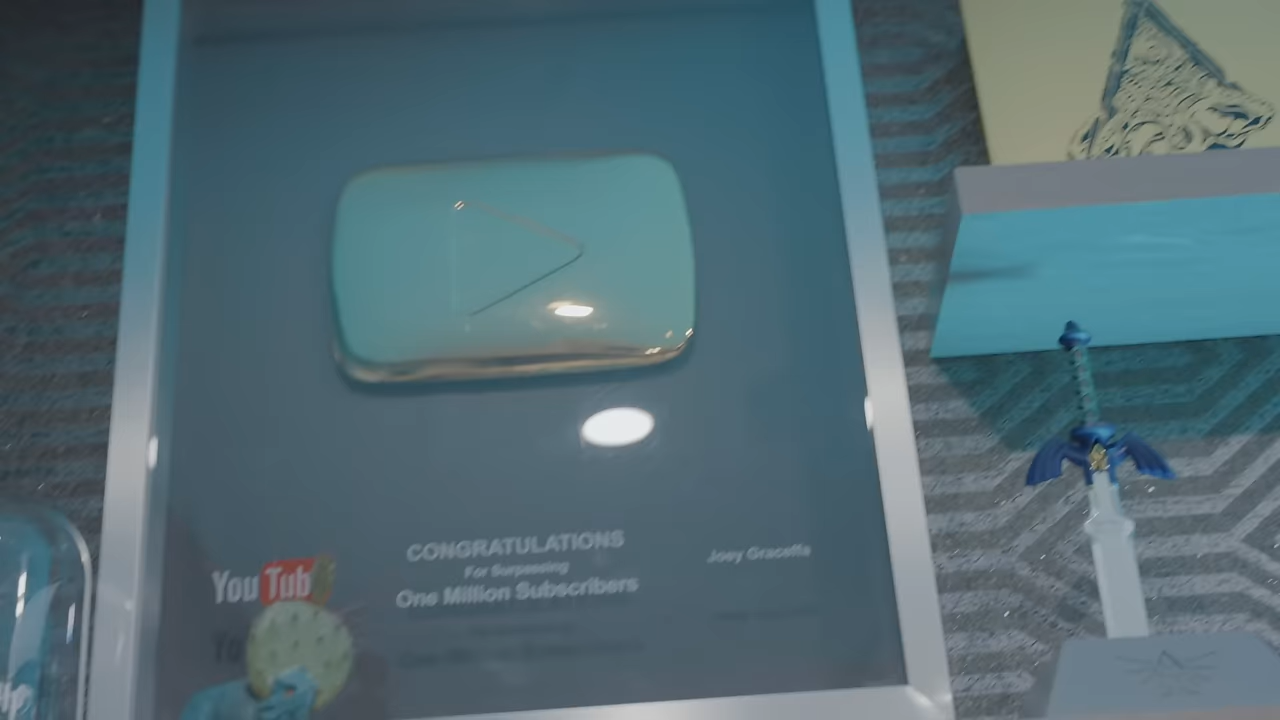 CONGRATULATIONS
For Surpassing
One Million Subscribers
Joey Graceffa
YouTube